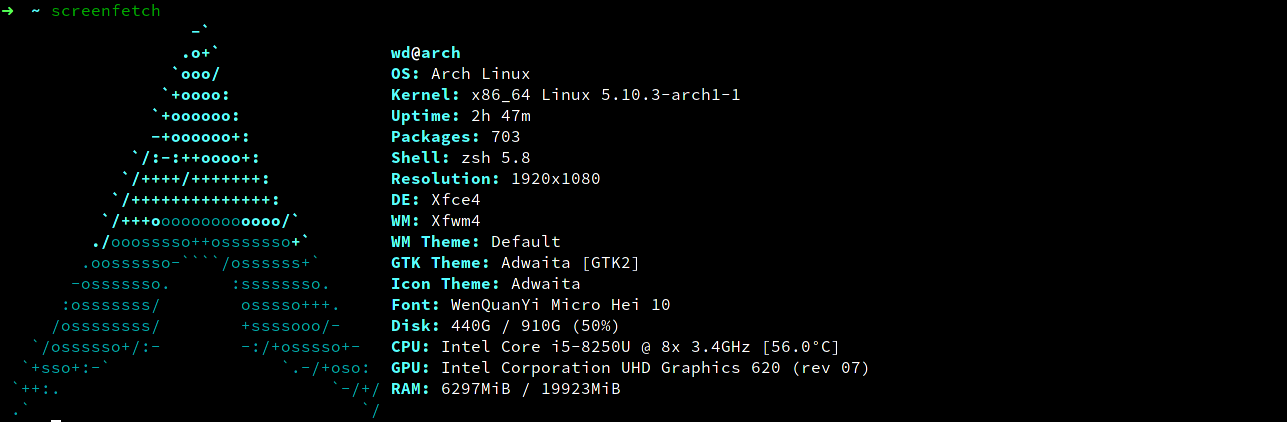 ➜  ~ screenfetch
                   -`
                  .o+`                 wd@arch
                 `ooo/                 OS: Arch Linux
                `+oooo:                Kernel: x86_64 Linux 5.10.3-arch1-1
               `+oooooo:               Uptime: 2h 47m
               -+oooooo+:              Packages: 703
             `/:-:++oooo+:             Shell: zsh 5.8
            `/++++/+++++++:            Resolution: 1920x1080
           `/++++++++++++++:           DE: Xfce4
          `/+++ooooooooooooo/`         WM: Xfwm4
         ./ooosssso++osssssso+`        WM Theme: Default
        .oossssso-````/ossssss+`       GTK Theme: Adwaita [GTK2]
       -osssssso.      :ssssssso.      Icon Theme: Adwaita
      :osssssss/        osssso+++.     Font: WenQuanYi Micro Hei 10
     /ossssssss/        +ssssooo/-     Disk: 440G / 910G (50%)
   `/ossssso+/:-        -:/+osssso+-   CPU: Intel Core i5-8250U @ 8x 3.4GHz [56.0°C]
  `+sso+:-`                 `.-/+oso:  GPU: Intel Corporation UHD Graphics 620 (rev 07)
 `++:.                           `-/+/ RAM: 6297MiB / 19923MiB
 .`                                 `/